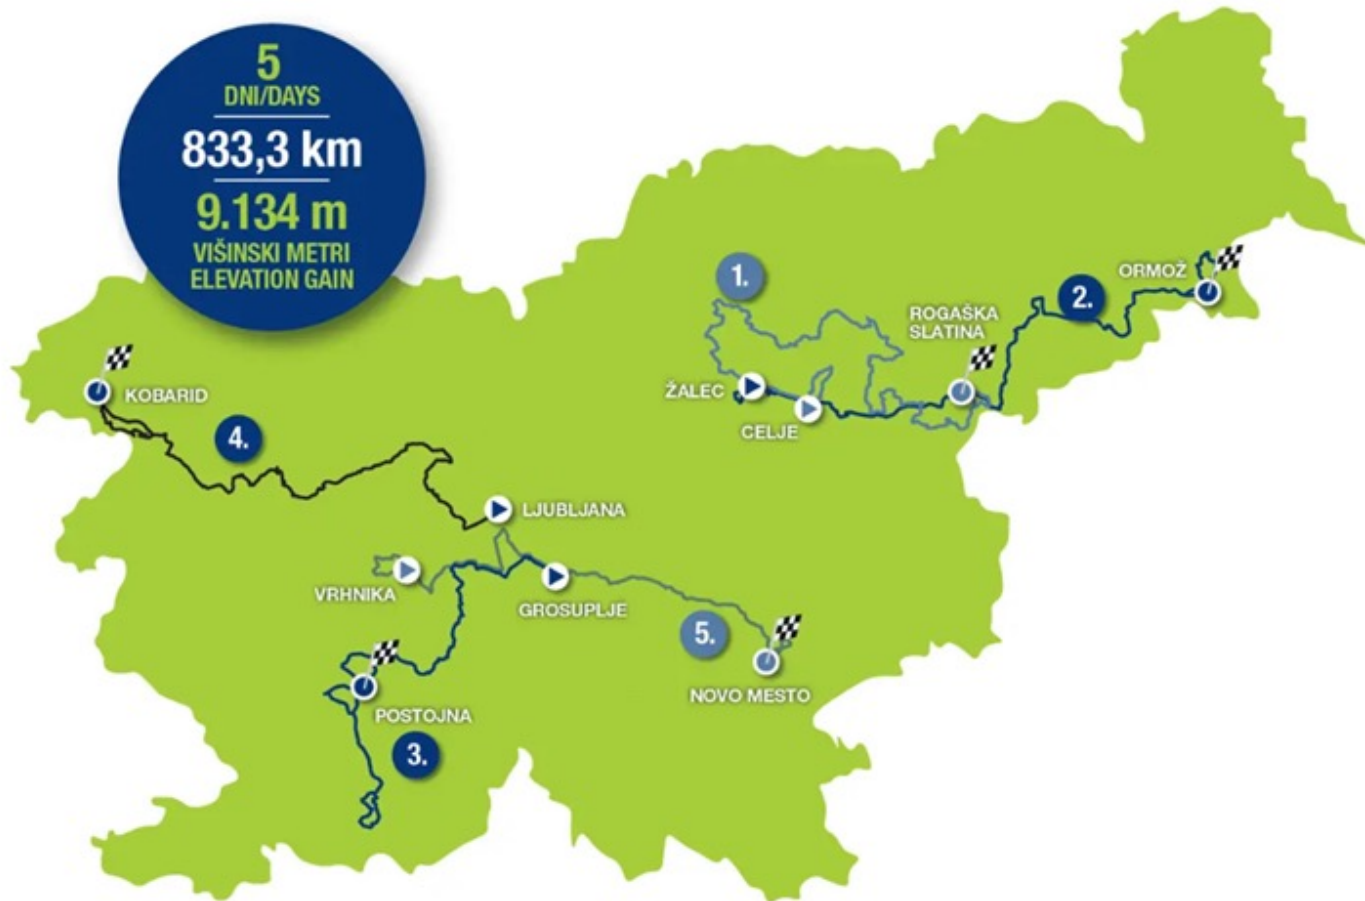 5
DNI/DAYS
833,3 km
9.134 m
VIŠINSKI METRI
ELEVATION GAIN
1.
ORMOŽ
2.
ROGAŠKA
SLATINA
ŽALEC
CELJE
KOBARID
4.
LJUBLJANA
VRHNIKA
GROSUPLJE
5.
NOVO MESTO
POSTOJNA
3.